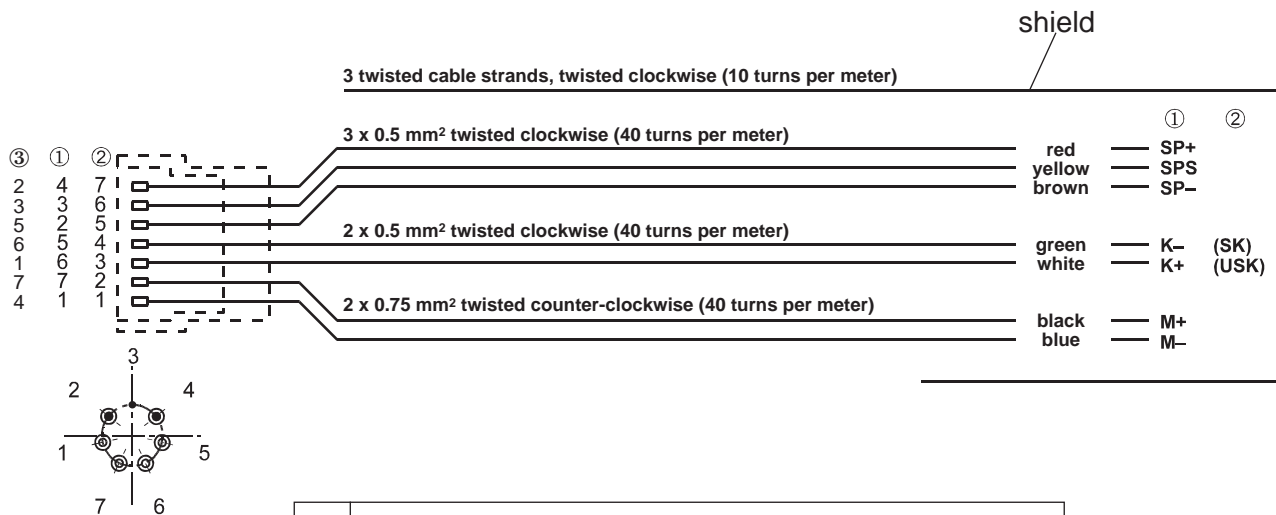 shield
3 twisted cable strands, twisted clockwise (10 turns per meter)
① ②
3 x 0.5 mm² twisted clockwise (40 turns per meter)
③ ① ②
red SP+
yellow SPS
brown SP–
2 4 7
3 3 6
5 2 5
6 5 4
1 6 3
7 7 2
4 1 1
2 x 0.5 mm² twisted clockwise (40 turns per meter)
green K– (SK)
white K+ (USK)
2 x 0.75 mm² twisted counter-clockwise (40 turns per meter)
black M+
blue M–
3
2 4
1 5
7 6